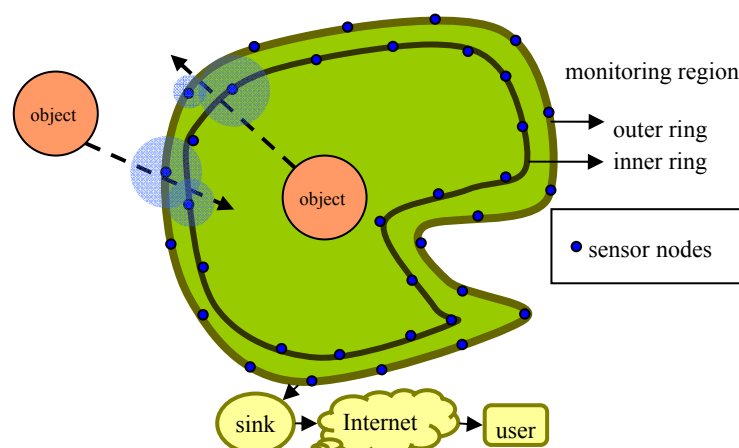 monitoring region
object
outer ring
inner ring
object
sensor nodes
sink
Internet
user